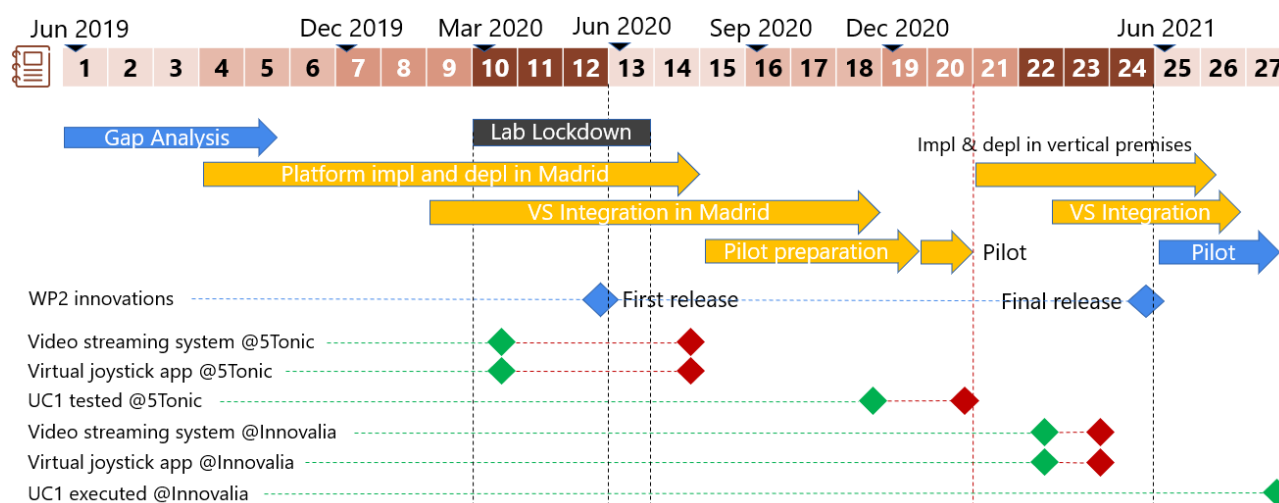 Jun 2019 Dec 2019 Mar 2020 Jun 2020 Sep 2020 Dec 2020 Jun 2021
1 2 3 4 5 6 7 8 9 10 11 12 13 14 15 16 17 18 19 20 21 22 23 24 25 26 27
Gap Analysis Lab Lockdown
Impl & depl in vertical premises
Platform impl and depl in Madrid
VS Integration in Madrid VS Integration
Pilot preparation Pilot Pilot
WP2 innovations First release Final release
Video streaming system @5Tonic
Virtual joystick app @5Tonic
UC1 tested @5Tonic
Video streaming system @Innovalia
Virtual joystick app @Innovalia
UC1 executed @Innovalia